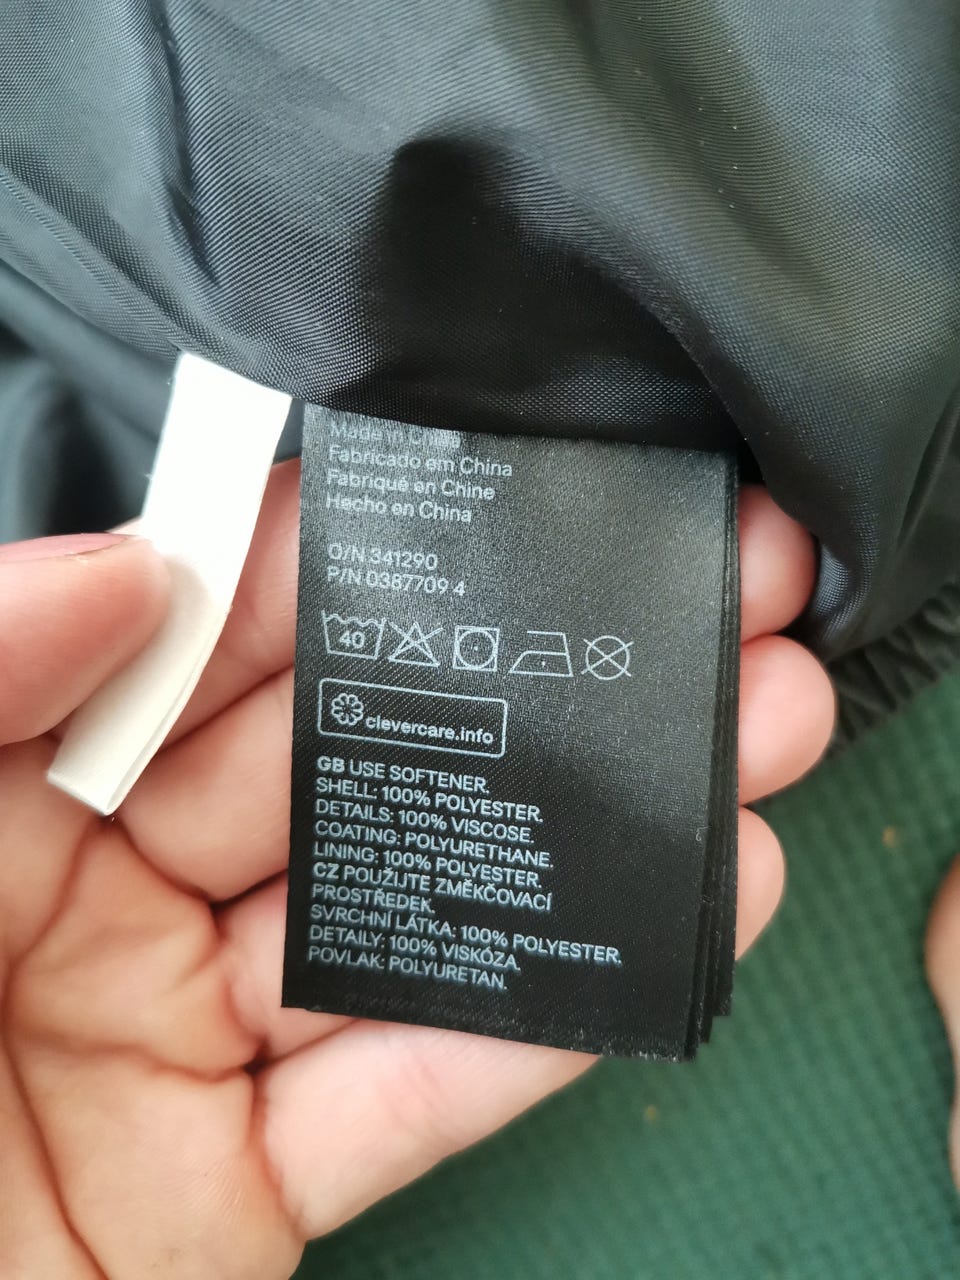 Made in China
Fabricado em China
Fabriqué en Chine
Hecho en China
O/N 341290
P/N 0387709 4
40
clevercare.info
GB USE SOFTENER.
SHELL: 100% POLYESTER.
DETAILS: 100% VISCOSE.
COATING: POLYURETHANE.
LINING: 100% POLYESTER.
CZ POUŽIJTE ZMĚKČOVACÍ
PROSTŘEDEK.
SVRCHNÍ LÁTKA: 100% POLYESTER.
DETAILY: 100% VISKÓZA.
POVLAK: POLYURETAN.